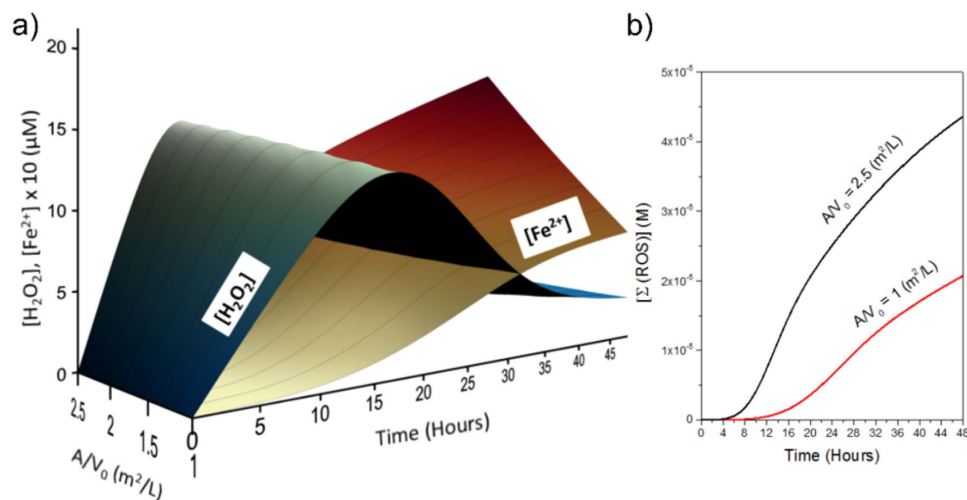 a)
[H₂O₂], [Fe²⁺] x 10 (μM)
20
15
10
5
0
[H₂O₂]
[Fe²⁺]
2.5
2
1.5
1
A/V₀ (m²/L)
0
5
10
15
20
25
30
35
40
45
Time (Hours)
b)
[Σ (ROS)] (M)
5x10⁻⁵
4x10⁻⁵
3x10⁻⁵
2x10⁻⁵
1x10⁻⁵
0
A/V₀ = 2.5 (m²/L)
A/V₀ = 1 (m²/L)
0 4 8 12 16 20 24 28 32 36 40 44 48
Time (Hours)